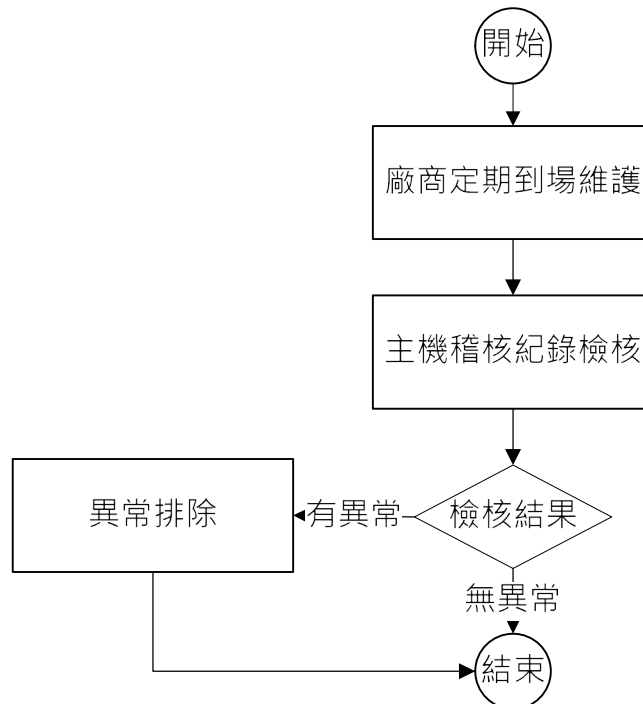 開始
廠商定期到場維護
主機稽核紀錄檢核
檢核結果
有異常
異常排除
無異常
結束